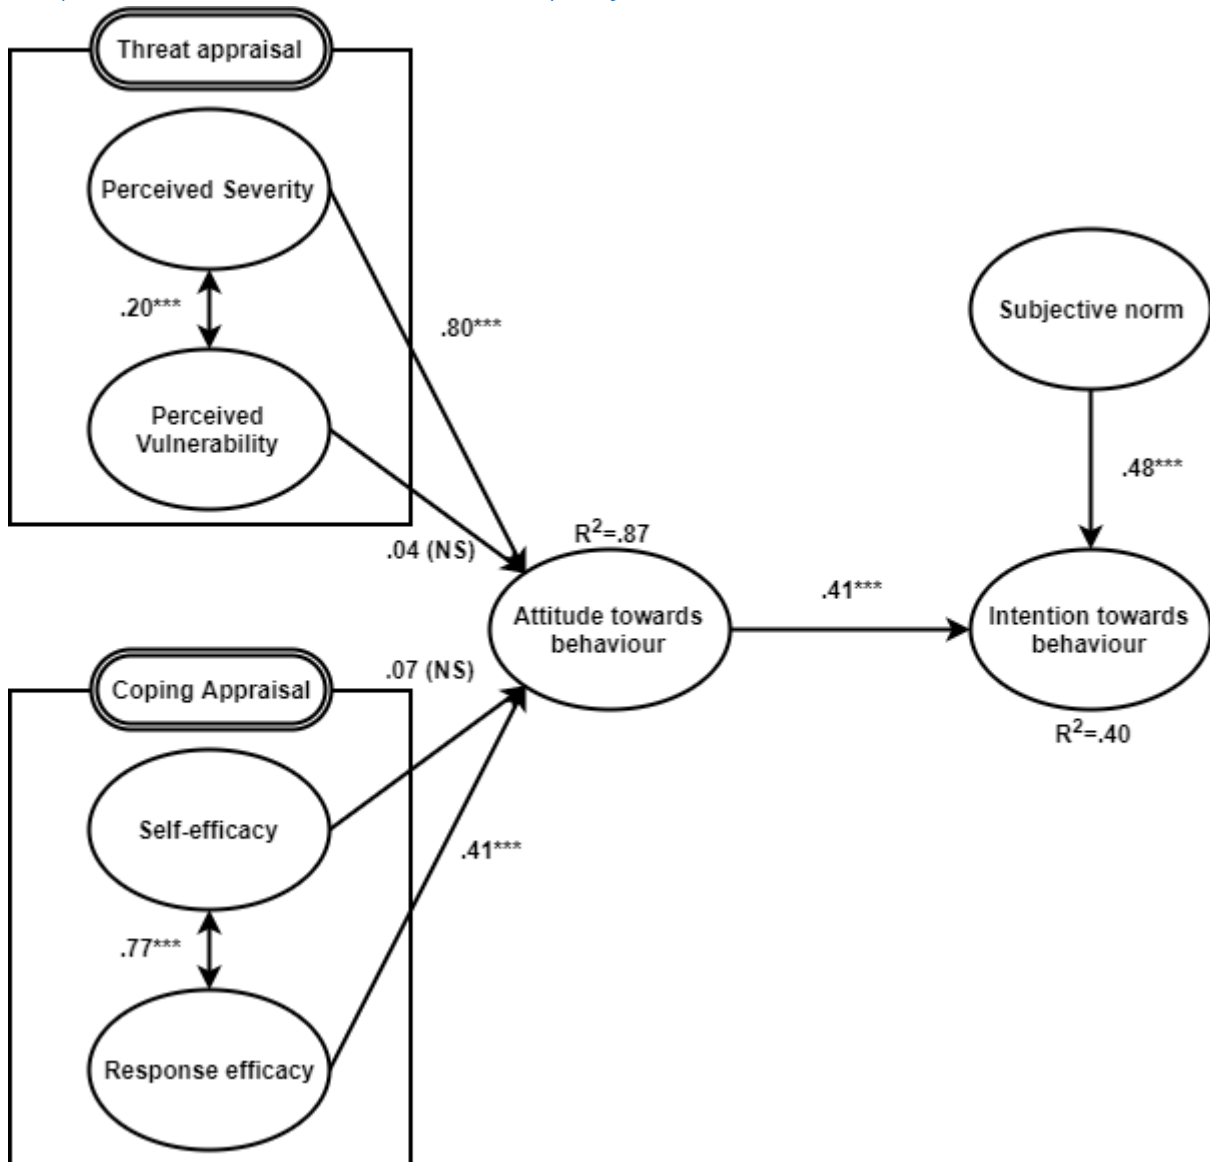 Threat appraisal
Perceived Severity
.20***
.80***
Perceived
Vulnerability
.04 (NS)
Subjective norm
.48***
R²=.87
Attitude towards
behaviour
.41***
Intention towards
behaviour
R²=.40
Coping Appraisal
.07 (NS)
Self-efficacy
.41***
.77***
Response efficacy